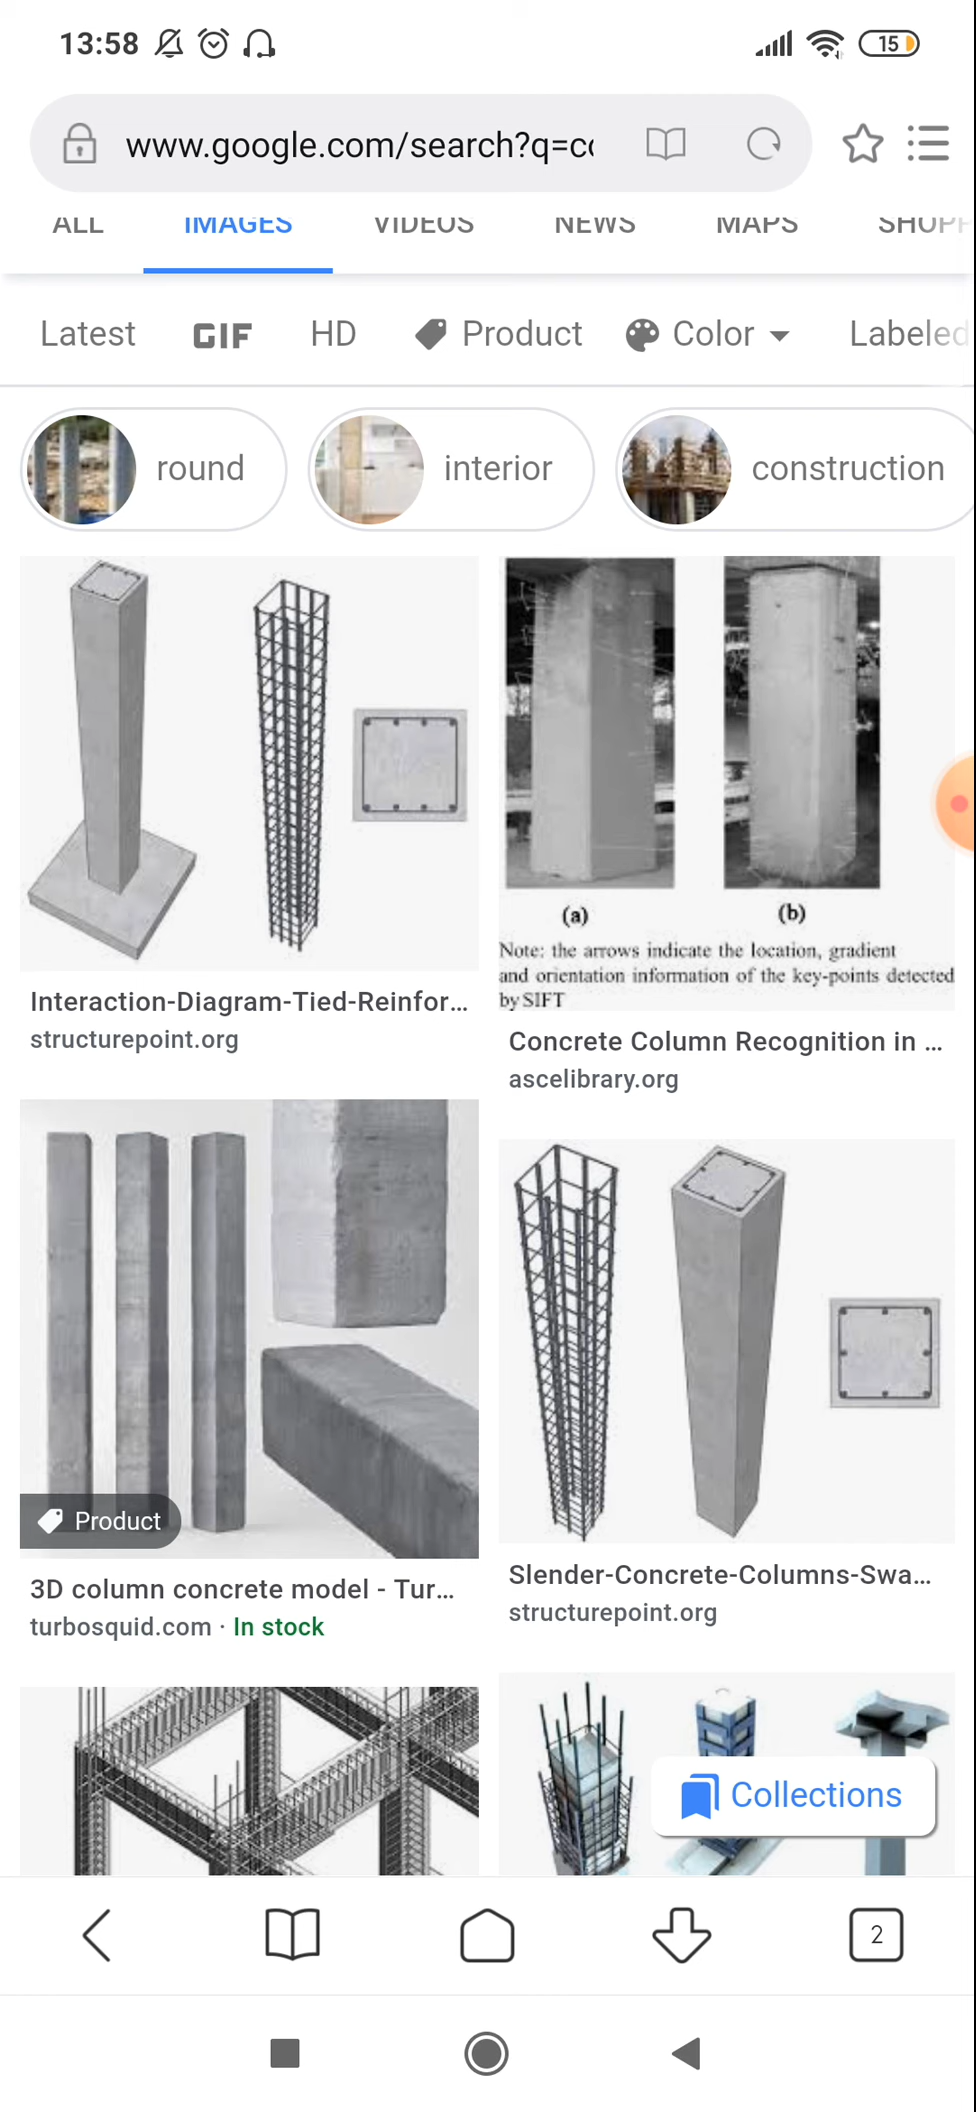 13:58
15
www.google.com/search?q=co
ALL IMAGES VIDEOS NEWS MAPS SHOPP
Latest GIF HD Product Color Labeled
round interior construction
(a) (b)
Note: the arrows indicate the location, gradient
and orientation information of the key-points detected
by SIFT
Interaction-Diagram-Tied-Reinfor...
structurepoint.org
Concrete Column Recognition in ...
ascelibrary.org
Product
3D column concrete model - Tur...
turbosquid.com · In stock
Slender-Concrete-Columns-Swa...
structurepoint.org
Collections
2